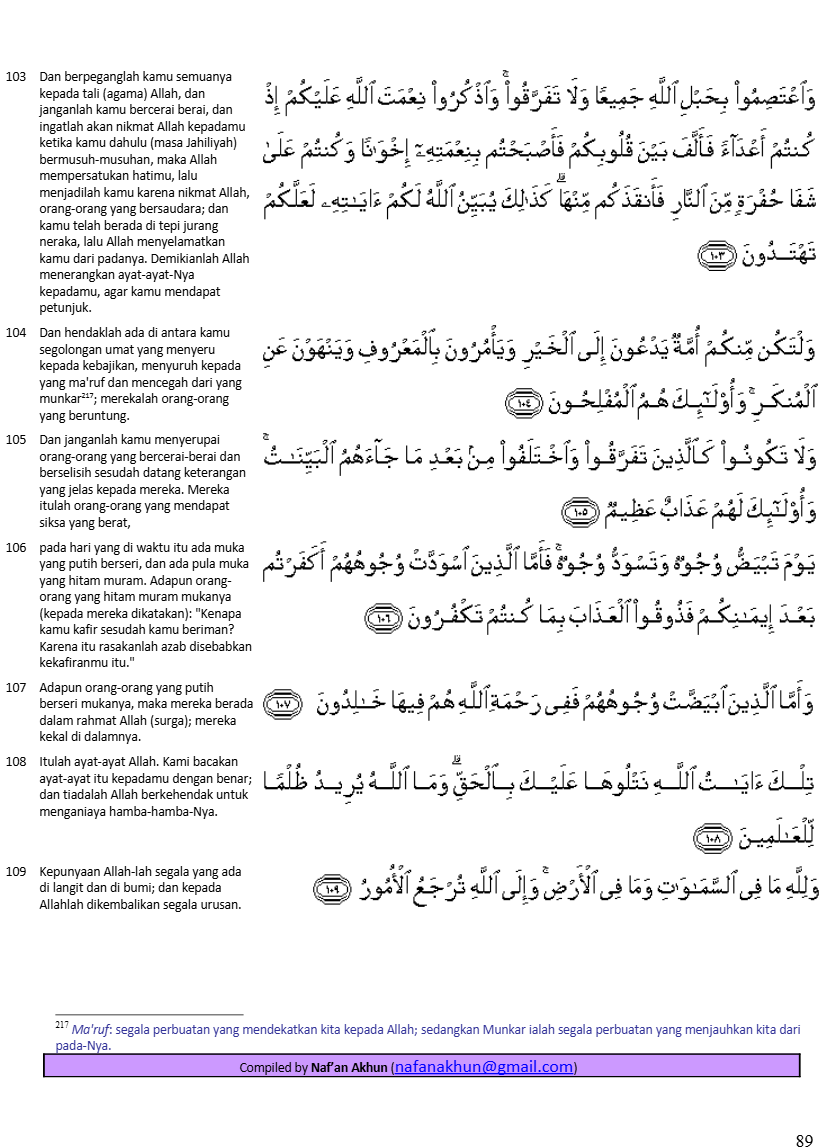 103 Dan berpeganglah kamu semuanya
kepada tali (agama) Allah, dan
janganlah kamu bercerai berai, dan
ingatlah akan nikmat Allah kepadamu
ketika kamu dahulu (masa Jahiliyah)
bermusuh-musuhan, maka Allah
mempersatukan hatimu, lalu
menjadilah kamu karena nikmat Allah,
orang-orang yang bersaudara; dan
kamu telah berada di tepi jurang
neraka, lalu Allah menyelamatkan
kamu dari padanya. Demikianlah Allah
menerangkan ayat-ayat-Nya
kepadamu, agar kamu mendapat
petunjuk.
وَٱعْتَصِمُوا۟ بِحَبْلِ ٱللَّهِ جَمِيعًا وَلَا تَفَرَّقُوا۟ ۚ وَٱذْكُرُوا۟ نِعْمَتَ ٱللَّهِ عَلَيْكُمْ إِذْ
كُنتُمْ أَعْدَآءً فَأَلَّفَ بَيْنَ قُلُوبِكُمْ فَأَصْبَحْتُم بِنِعْمَتِهِۦٓ إِخْوَٰنًا وَكُنتُمْ عَلَىٰ
شَفَا حُفْرَةٍ مِّنَ ٱلنَّارِ فَأَنقَذَكُم مِّنْهَا ۗ كَذَٰلِكَ يُبَيِّنُ ٱللَّهُ لَكُمْ ءَايَـٰتِهِۦ لَعَلَّكُمْ
تَهْتَدُونَ ١٠٣
104 Dan hendaklah ada di antara kamu
segolongan umat yang menyeru
kepada kebajikan, menyuruh kepada
yang ma'ruf dan mencegah dari yang
munkar²¹⁷; merekalah orang-orang
yang beruntung.
وَلْتَكُن مِّنكُمْ أُمَّةٌ يَدْعُونَ إِلَى ٱلْخَيْرِ وَيَأْمُرُونَ بِٱلْمَعْرُوفِ وَيَنْهَوْنَ عَنِ
ٱلْمُنكَرِ ۚ وَأُو۟لَـٰٓئِكَ هُمُ ٱلْمُفْلِحُونَ ١٠٤
105 Dan janganlah kamu menyerupai
orang-orang yang bercerai-berai dan
berselisih sesudah datang keterangan
yang jelas kepada mereka. Mereka
itulah orang-orang yang mendapat
siksa yang berat,
وَلَا تَكُونُوا۟ كَٱلَّذِينَ تَفَرَّقُوا۟ وَٱخْتَلَفُوا۟ مِنۢ بَعْدِ مَا جَآءَهُمُ ٱلْبَيِّنَـٰتُ ۚ
وَأُو۟لَـٰٓئِكَ لَهُمْ عَذَابٌ عَظِيمٌ ١٠٥
106 pada hari yang di waktu itu ada muka
yang putih berseri, dan ada pula muka
yang hitam muram. Adapun orang-
orang yang hitam muram mukanya
(kepada mereka dikatakan): "Kenapa
kamu kafir sesudah kamu beriman?
Karena itu rasakanlah azab disebabkan
kekafiranmu itu."
يَوْمَ تَبْيَضُّ وُجُوهٌ وَتَسْوَدُّ وُجُوهٌ ۚ فَأَمَّا ٱلَّذِينَ ٱسْوَدَّتْ وُجُوهُهُمْ أَكَفَرْتُم
بَعْدَ إِيمَـٰنِكُمْ فَذُوقُوا۟ ٱلْعَذَابَ بِمَا كُنتُمْ تَكْفُرُونَ ١٠٦
107 Adapun orang-orang yang putih
berseri mukanya, maka mereka berada
dalam rahmat Allah (surga); mereka
kekal di dalamnya.
وَأَمَّا ٱلَّذِينَ ٱبْيَضَّتْ وُجُوهُهُمْ فَفِى رَحْمَةِ ٱللَّهِ هُمْ فِيهَا خَـٰلِدُونَ ١٠٧
108 Itulah ayat-ayat Allah. Kami bacakan
ayat-ayat itu kepadamu dengan benar;
dan tiadalah Allah berkehendak untuk
menganiaya hamba-hamba-Nya.
تِلْكَ ءَايَـٰتُ ٱللَّهِ نَتْلُوهَا عَلَيْكَ بِٱلْحَقِّ ۗ وَمَا ٱللَّهُ يُرِيدُ ظُلْمًا
لِّلْعَـٰلَمِينَ ١٠٨
109 Kepunyaan Allah-lah segala yang ada
di langit dan di bumi; dan kepada
Allahlah dikembalikan segala urusan.
وَلِلَّهِ مَا فِى ٱلسَّمَـٰوَٰتِ وَمَا فِى ٱلْأَرْضِ ۚ وَإِلَى ٱللَّهِ تُرْجَعُ ٱلْأُمُورُ ١٠٩
²¹⁷ Ma'ruf: segala perbuatan yang mendekatkan kita kepada Allah; sedangkan Munkar ialah segala perbuatan yang menjauhkan kita dari
pada-Nya.
Compiled by Naf'an Akhun (nafanakhun@gmail.com)
89